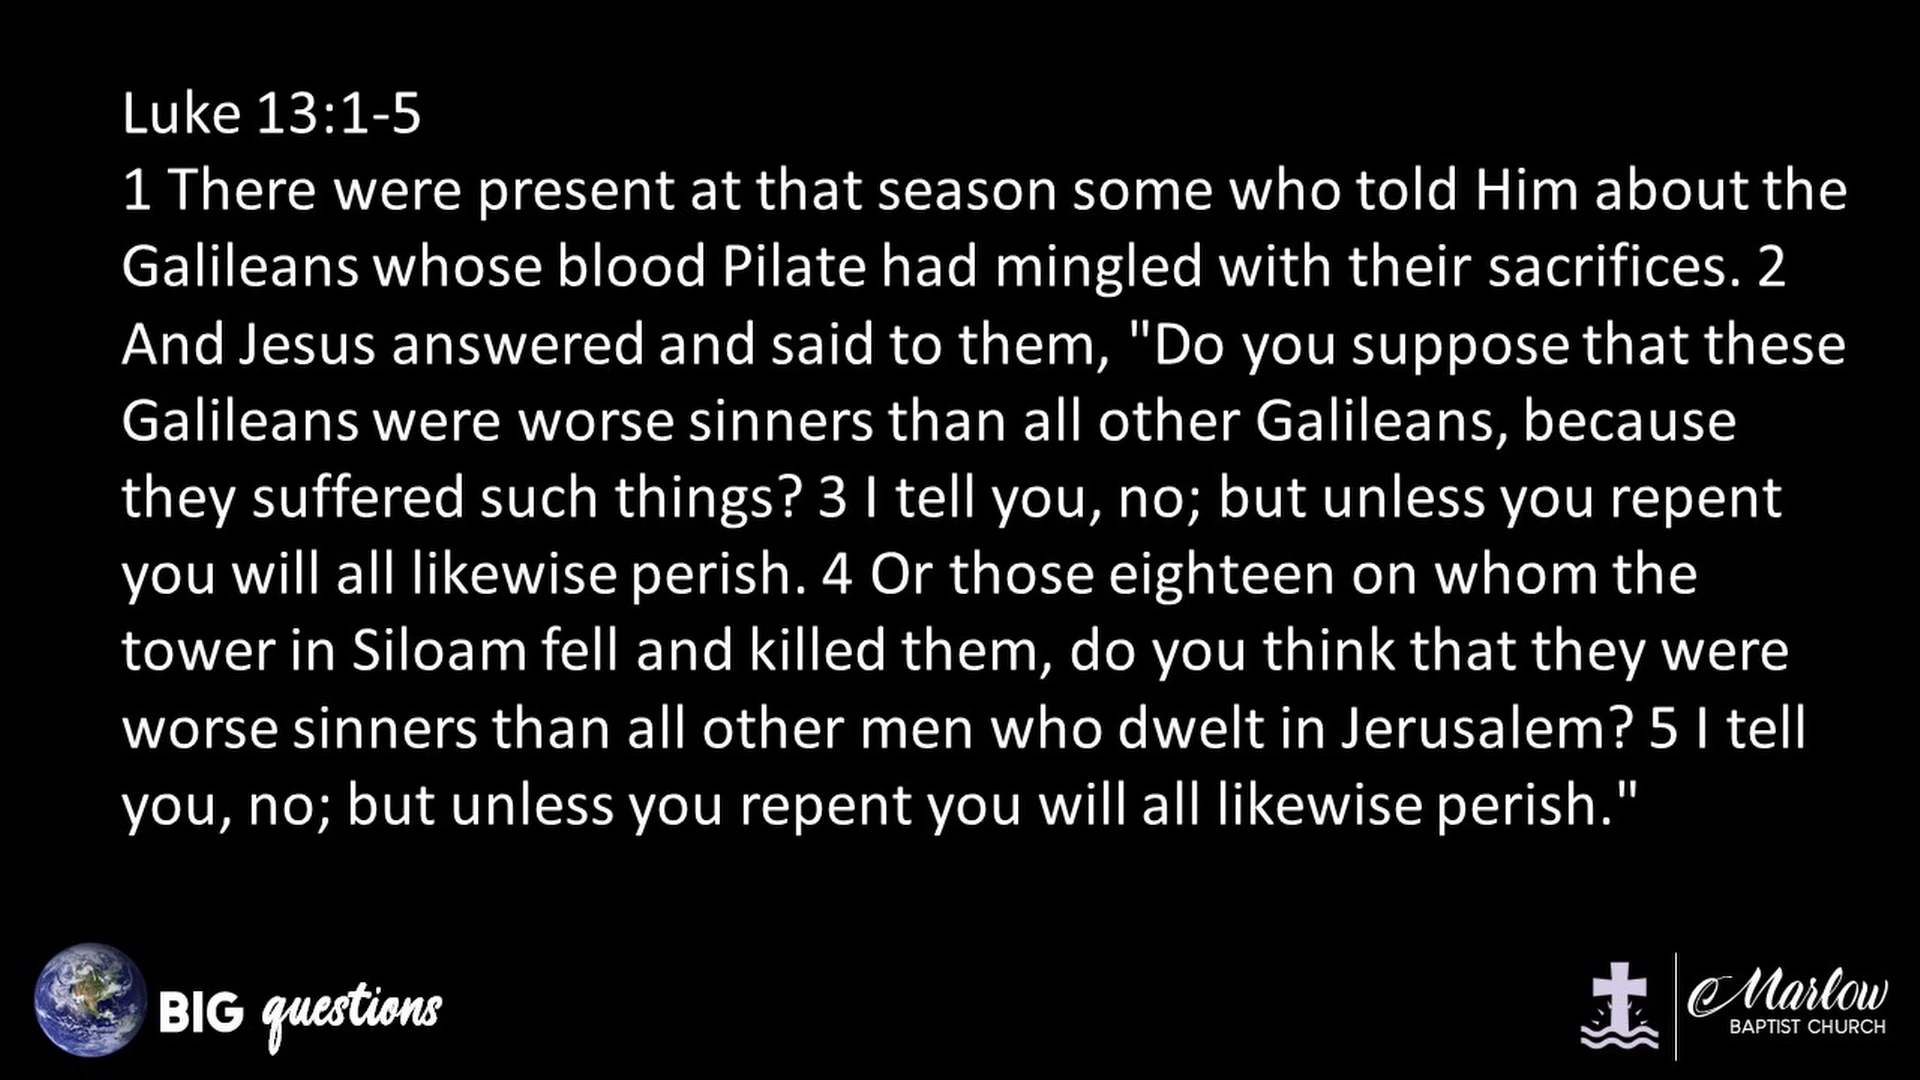 Luke 13:1-5
1 There were present at that season some who told Him about the
Galileans whose blood Pilate had mingled with their sacrifices. 2
And Jesus answered and said to them, "Do you suppose that these
Galileans were worse sinners than all other Galileans, because
they suffered such things? 3 I tell you, no; but unless you repent
you will all likewise perish. 4 Or those eighteen on whom the
tower in Siloam fell and killed them, do you think that they were
worse sinners than all other men who dwelt in Jerusalem? 5 I tell
you, no; but unless you repent you will all likewise perish."
BIG questions
Marlow
BAPTIST CHURCH